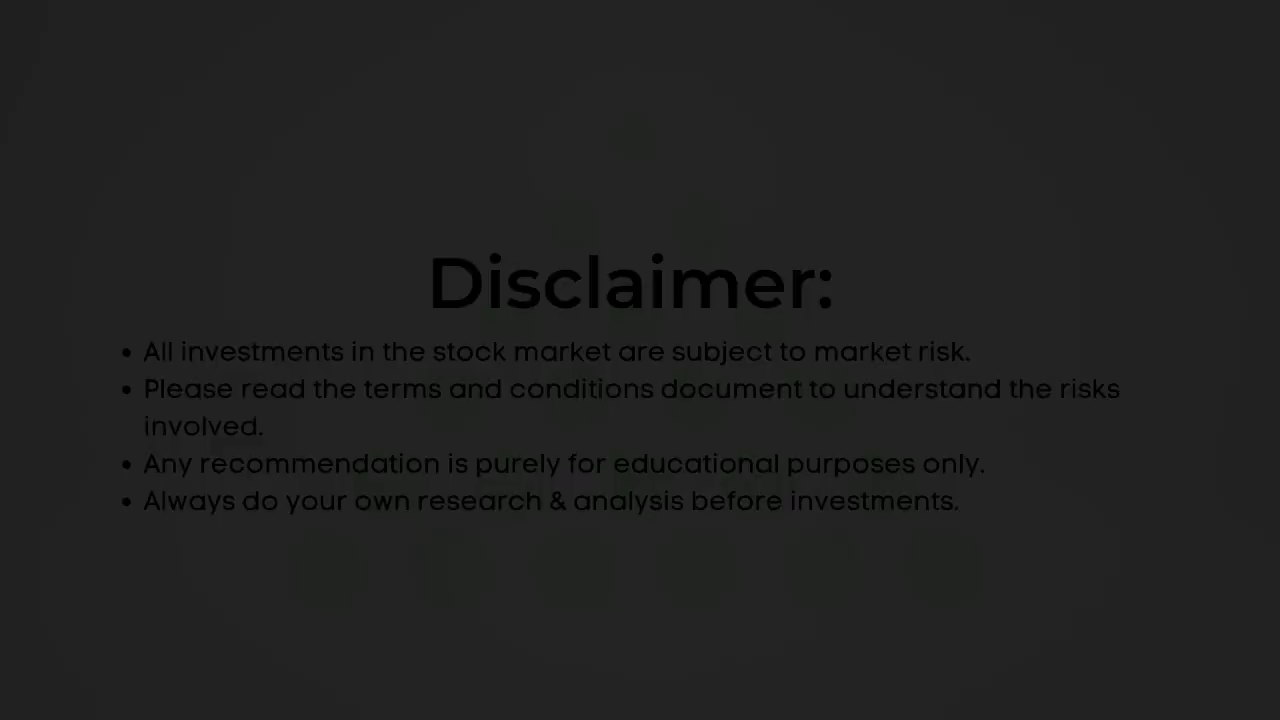 Disclaimer:
• All investments in the stock market are subject to market risk.
• Please read the terms and conditions document to understand the risks
involved.
• Any recommendation is purely for educational purposes only.
• Always do your own research & analysis before investments.